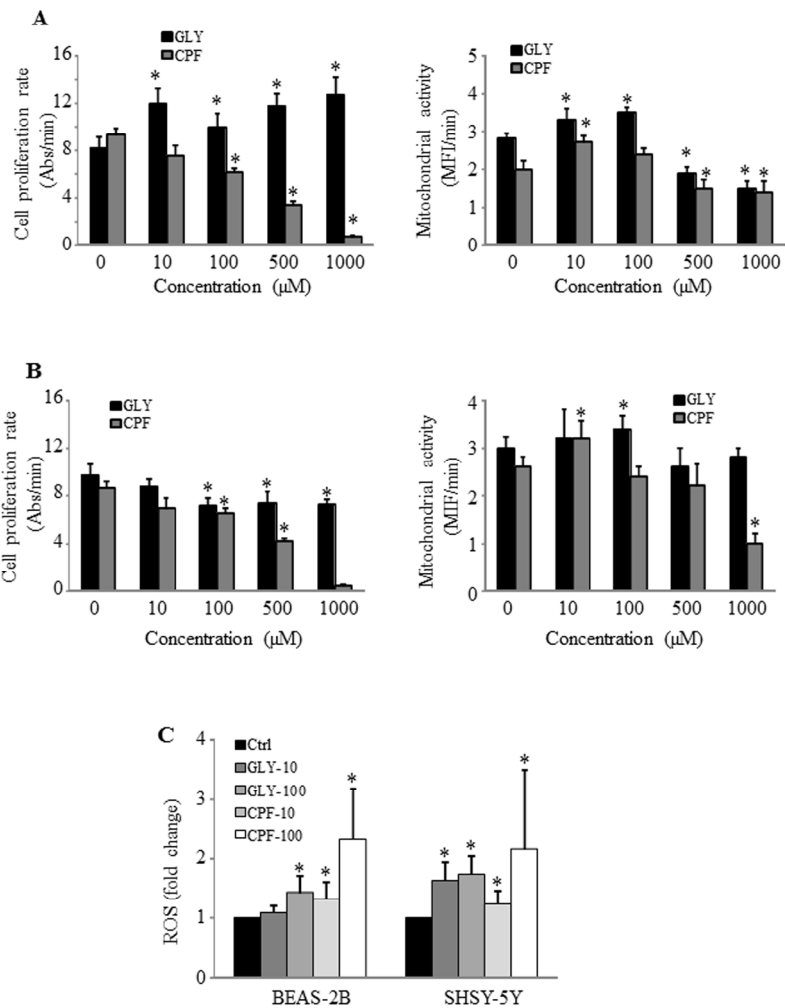 A
GLY
CPF
Cell proliferation rate
(Abs/min)
16
12
8
4
0
* * * * * * *
0 10 100 500 1000
Concentration (μM)
Mitochondrial activity
(MFI/min)
5
4
3
2
1
0
* * * * * * *
0 10 100 500 1000
Concentration (μM)
B
GLY
CPF
Cell proliferation rate
(Abs/min)
16
12
8
4
0
* * * * *
0 10 100 500 1000
Concentration (μM)
GLY
CPF
Mitochondrial activity
(MIF/min)
4
3
2
1
0
* * *
0 10 100 500 1000
Concentration (μM)
C
Ctrl
GLY-10
GLY-100
CPF-10
CPF-100
ROS (fold change)
4
3
2
1
0
* * * * * * *
BEAS-2B SHSY-5Y